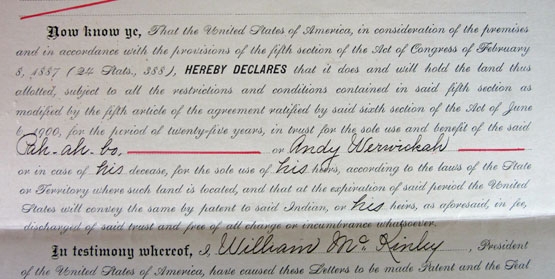 Now know ye, That the United States of America, in consideration of the premises
and in accordance with the provisions of the fifth section of the Act of Congress of February
8, 1887 (24 Stats., 388), HEREBY DECLARES that it does and will hold the land thus
allotted, subject to all the restrictions and conditions contained in said fifth section as
modified by the fifth article of the agreement ratified by said sixth section of the Act of June
6, 1900, for the period of twenty-five years, in trust for the sole use and benefit of the said
Pah-ah-bo, or Andy Werwickah
or in case of his decease, for the sole use of his heirs, according to the laws of the State
or Territory where such land is located, and that at the expiration of said period the United
States will convey the same by patent to said Indian, or his heirs, as aforesaid, in fee,
discharged of said trust and free of all charge or incumbrance whatsoever.
In testimony whereof, I, William McKinley, President
of the United States of America, have caused these Letters to be made Patent and the Seal